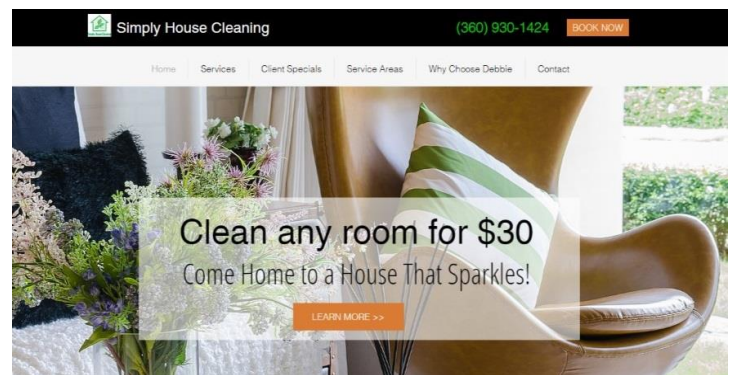 Simply House Cleaning
(360) 930-1424
BOOK NOW
Home
Services
Client Specials
Service Areas
Why Choose Debbie
Contact
Clean any room for $30
Come Home to a House That Sparkles!
LEARN MORE >>